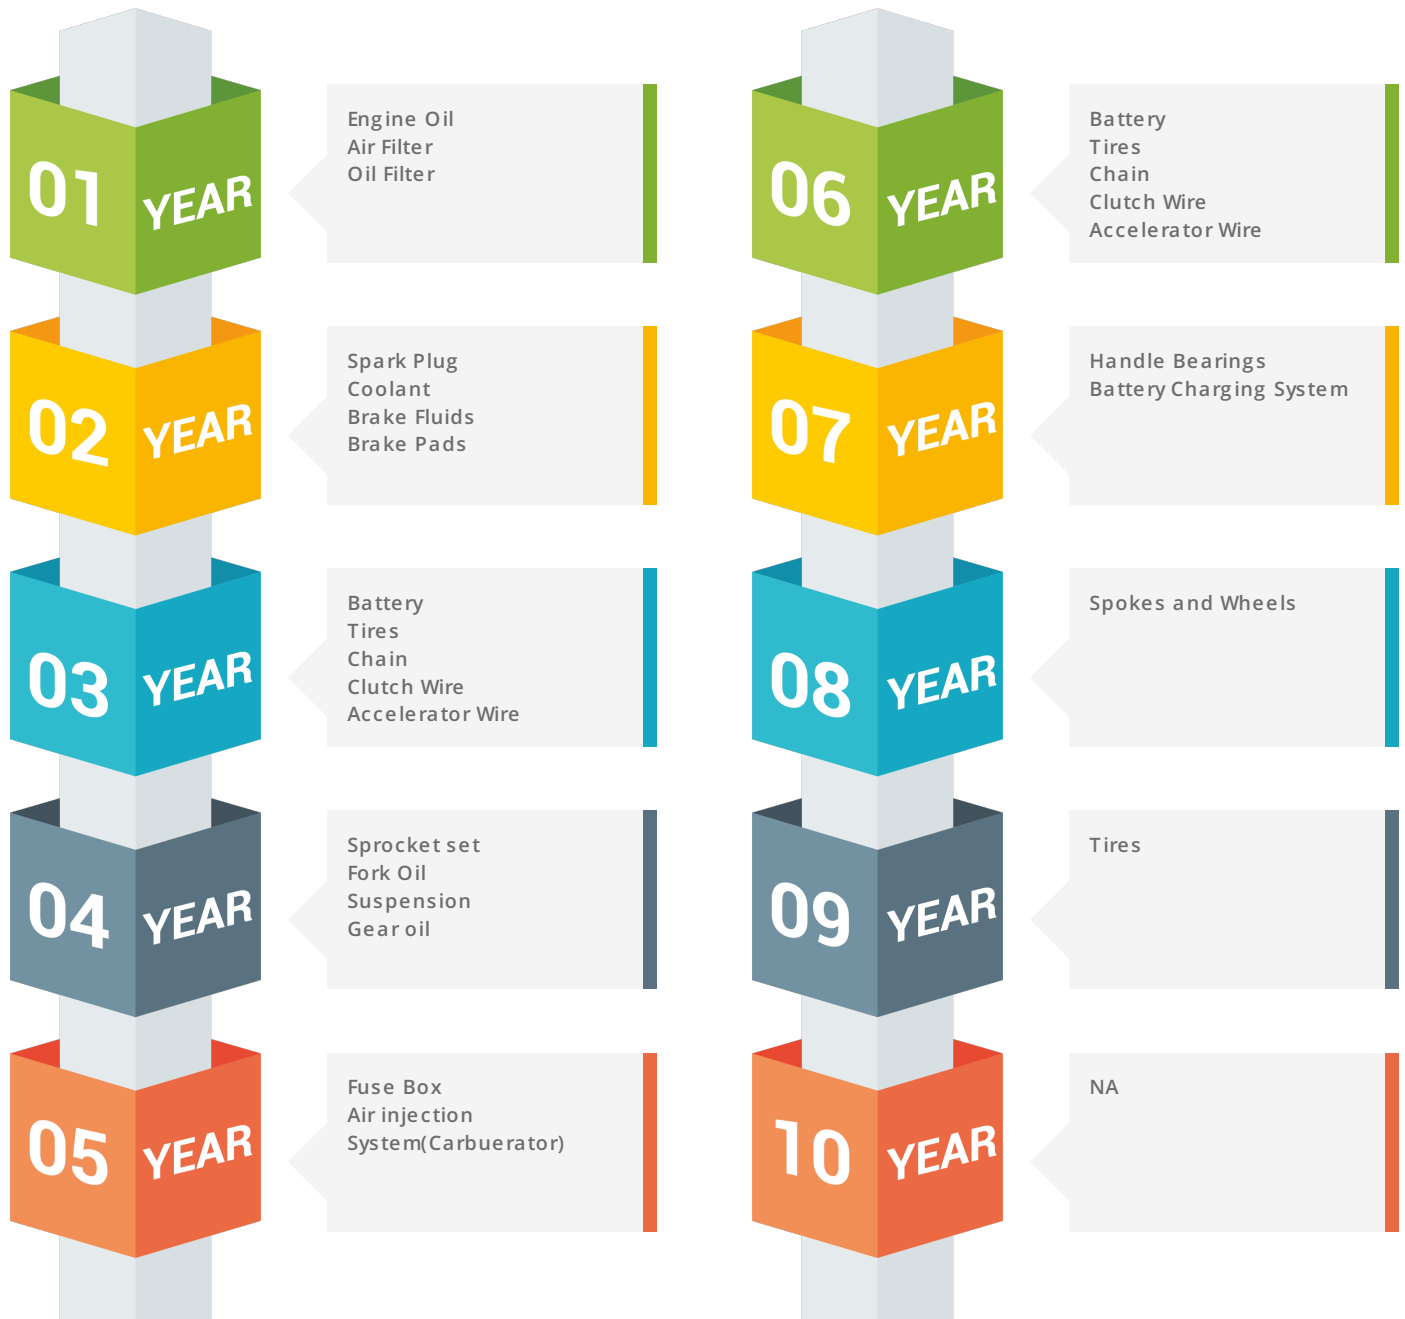 01 YEAR
Engine Oil
Air Filter
Oil Filter
02 YEAR
Spark Plug
Coolant
Brake Fluids
Brake Pads
03 YEAR
Battery
Tires
Chain
Clutch Wire
Accelerator Wire
04 YEAR
Sprocket set
Fork Oil
Suspension
Gear oil
05 YEAR
Fuse Box
Air injection
System(Carbuerator)
06 YEAR
Battery
Tires
Chain
Clutch Wire
Accelerator Wire
07 YEAR
Handle Bearings
Battery Charging System
08 YEAR
Spokes and Wheels
09 YEAR
Tires
10 YEAR
NA